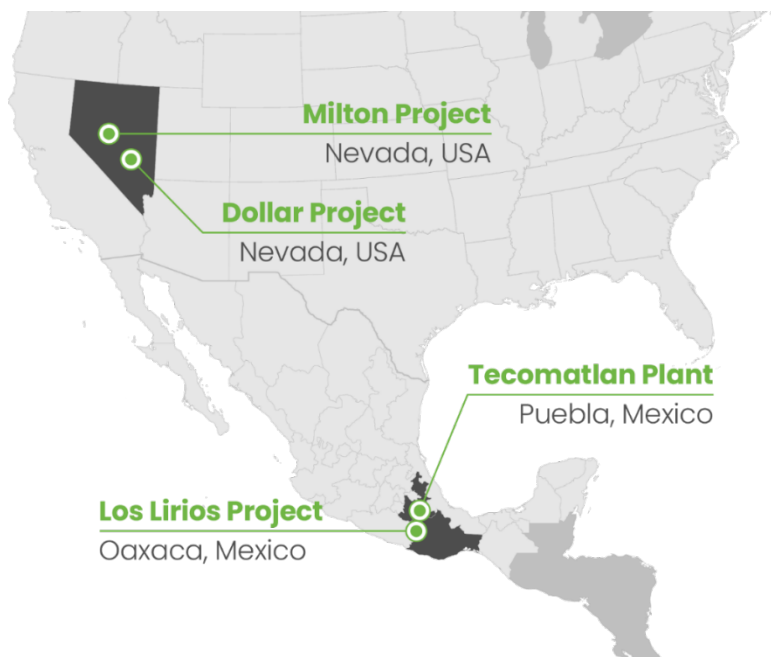 Milton Project
Nevada, USA
Dollar Project
Nevada, USA
Tecomatlan Plant
Puebla, Mexico
Los Lirios Project
Oaxaca, Mexico